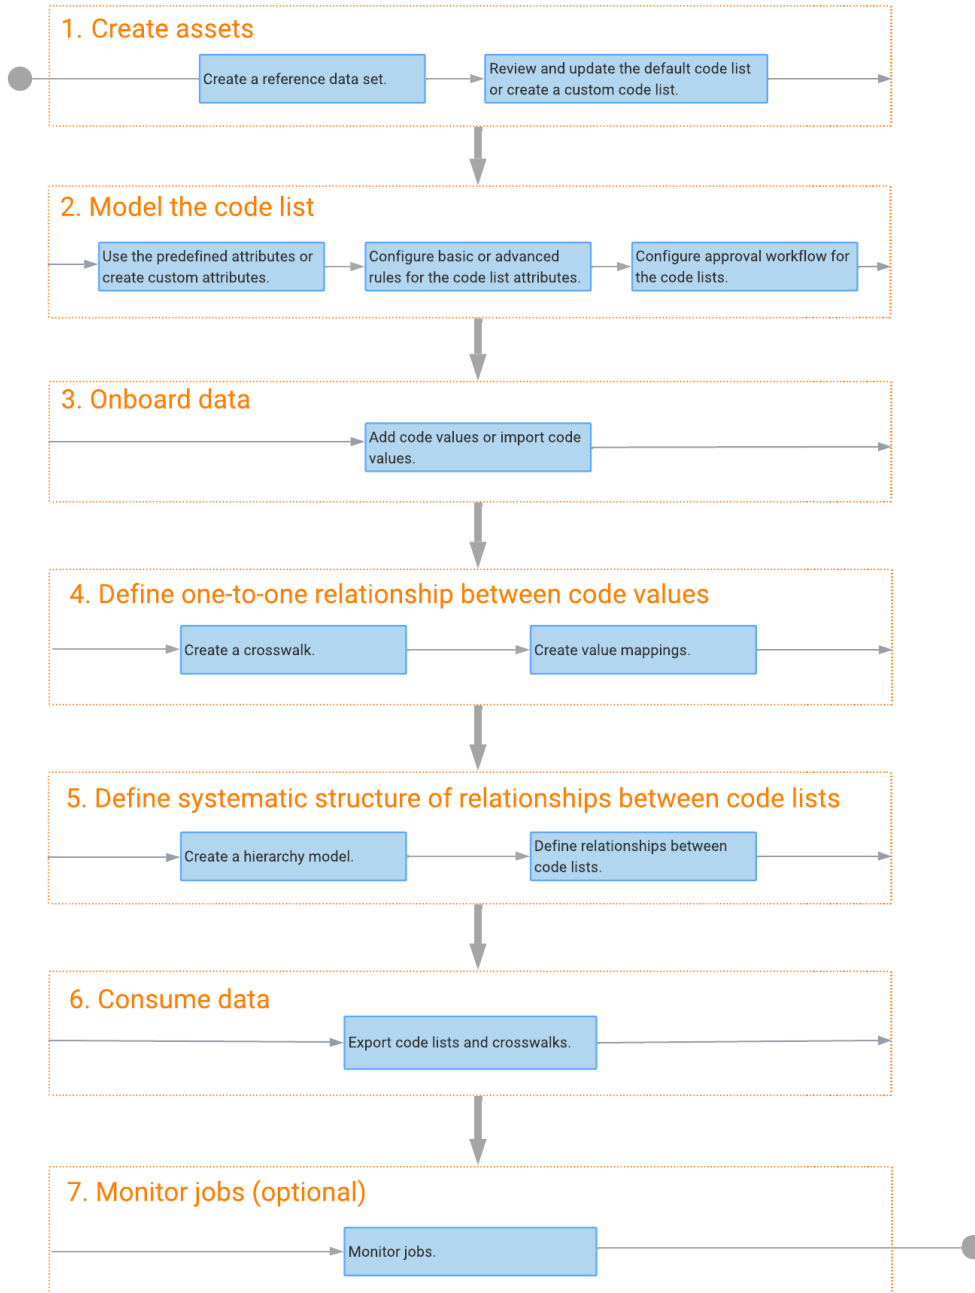 1. Create assets
Create a reference data set.
Review and update the default code list
or create a custom code list.
2. Model the code list
Use the predefined attributes or
create custom attributes.
Configure basic or advanced
rules for the code list attributes.
Configure approval workflow for
the code lists.
3. Onboard data
Add code values or import code
values.
4. Define one-to-one relationship between code values
Create a crosswalk.
Create value mappings.
5. Define systematic structure of relationships between code lists
Create a hierarchy model.
Define relationships between
code lists.
6. Consume data
Export code lists and crosswalks.
7. Monitor jobs (optional)
Monitor jobs.